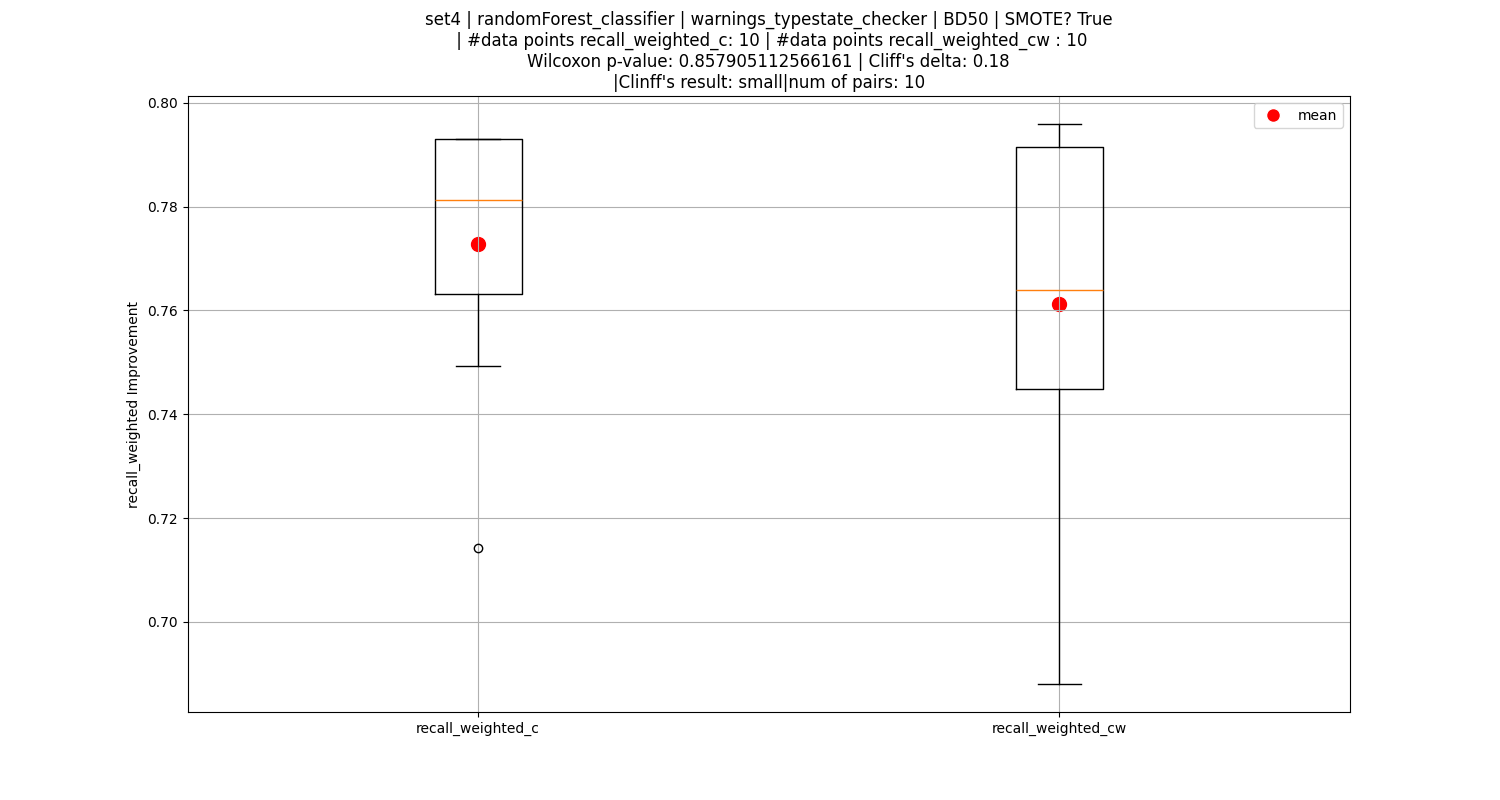 set4 | randomForest_classifier | warnings_typestate_checker | BD50 | SMOTE? True
| #data points recall_weighted_c: 10 | #data points recall_weighted_cw : 10
Wilcoxon p-value: 0.857905112566161 | Cliff's delta: 0.18
|Clinff's result: small|num of pairs: 10
mean
0.80
0.78
0.76
0.74
0.72
0.70
recall_weighted Improvement
recall_weighted_c
recall_weighted_cw